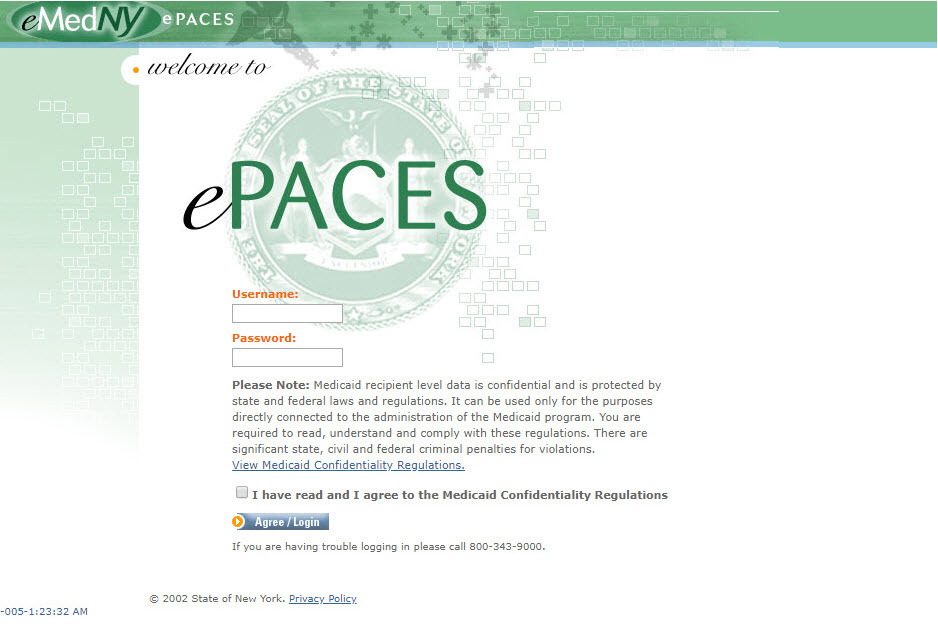 eMedNY ePACES
welcome to
SEAL OF THE STATE
ePACES
EXCELSIOR
Username:
Password:
Please Note: Medicaid recipient level data is confidential and is protected by
state and federal laws and regulations. It can be used only for the purposes
directly connected to the administration of the Medicaid program. You are
required to read, understand and comply with these regulations. There are
significant state, civil and federal criminal penalties for violations.
View Medicaid Confidentiality Regulations.
I have read and I agree to the Medicaid Confidentiality Regulations
Agree / Login
If you are having trouble logging in please call 800-343-9000.
© 2002 State of New York. Privacy Policy
-005-1:23:32 AM